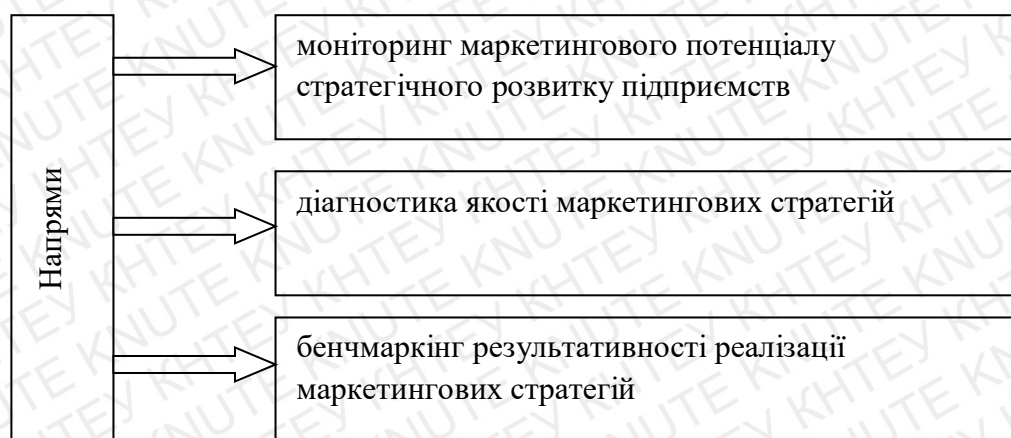 Напрями
моніторинг маркетингового потенціалу
стратегічного розвитку підприємств
діагностика якості маркетингових стратегій
бенчмаркінг результативності реалізації
маркетингових стратегій